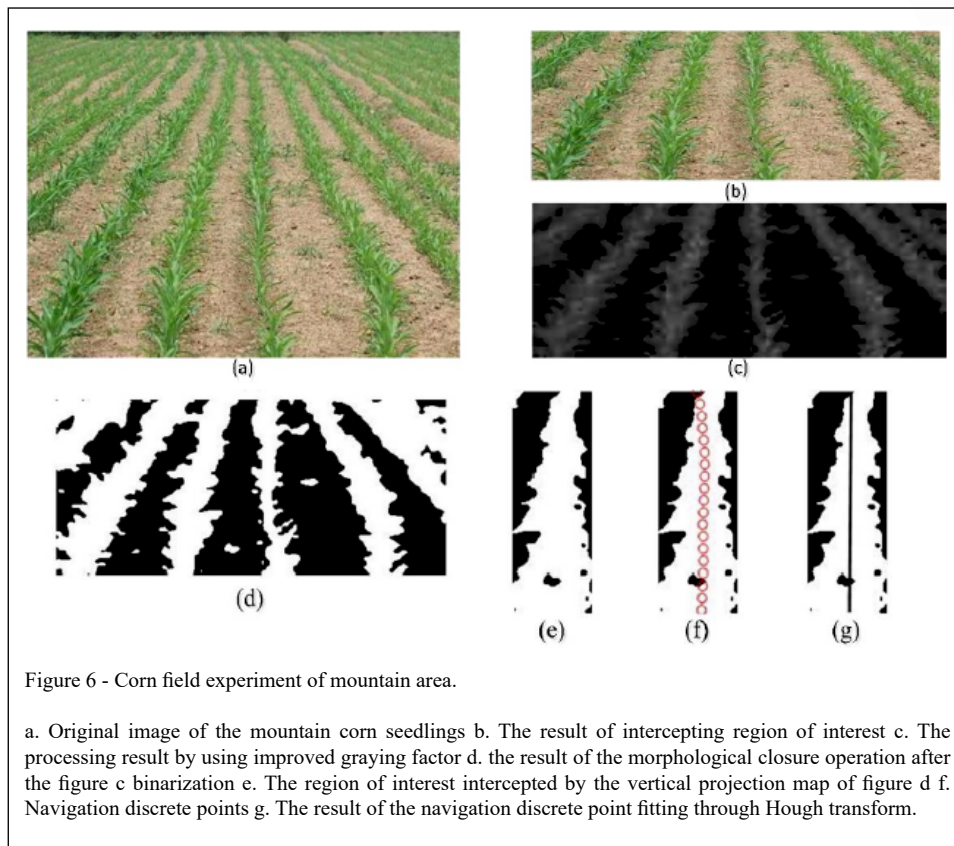 (a)
(b)
(c)
(d)
(e)
(f)
(g)
Figure 6 - Corn field experiment of mountain area.
a. Original image of the mountain corn seedlings b. The result of intercepting region of interest c. The
processing result by using improved graying factor d. the result of the morphological closure operation after
the figure c binarization e. The region of interest intercepted by the vertical projection map of figure d f.
Navigation discrete points g. The result of the navigation discrete point fitting through Hough transform.